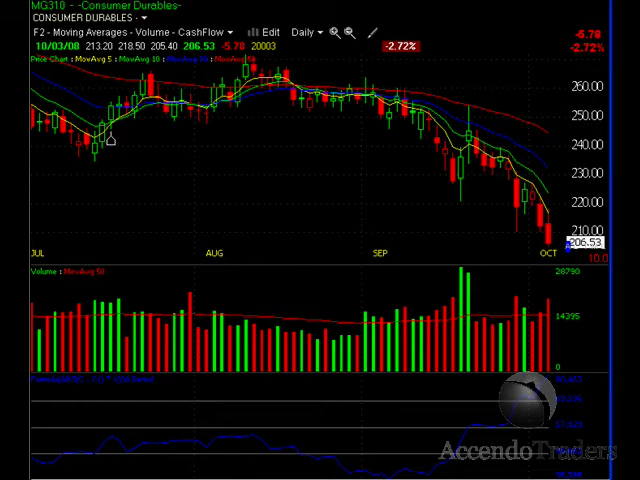 MG310 - -Consumer Durables-
CONSUMER DURABLES -
F2 - Moving Averages - Volume - CashFlow Edit Daily
10/03/08 213.20 218.50 205.40 206.53 -5.78 20003 -2.72%
-5.78
-2.72%
Price Chart : MovAvg 5 : MovAvg 10 :
260.00
250.00
240.00
230.00
220.00
210.00
206.53
10.0
JUL AUG SEP OCT
Volume : MovAvg 50
28790
14395
0
AccendoTraders